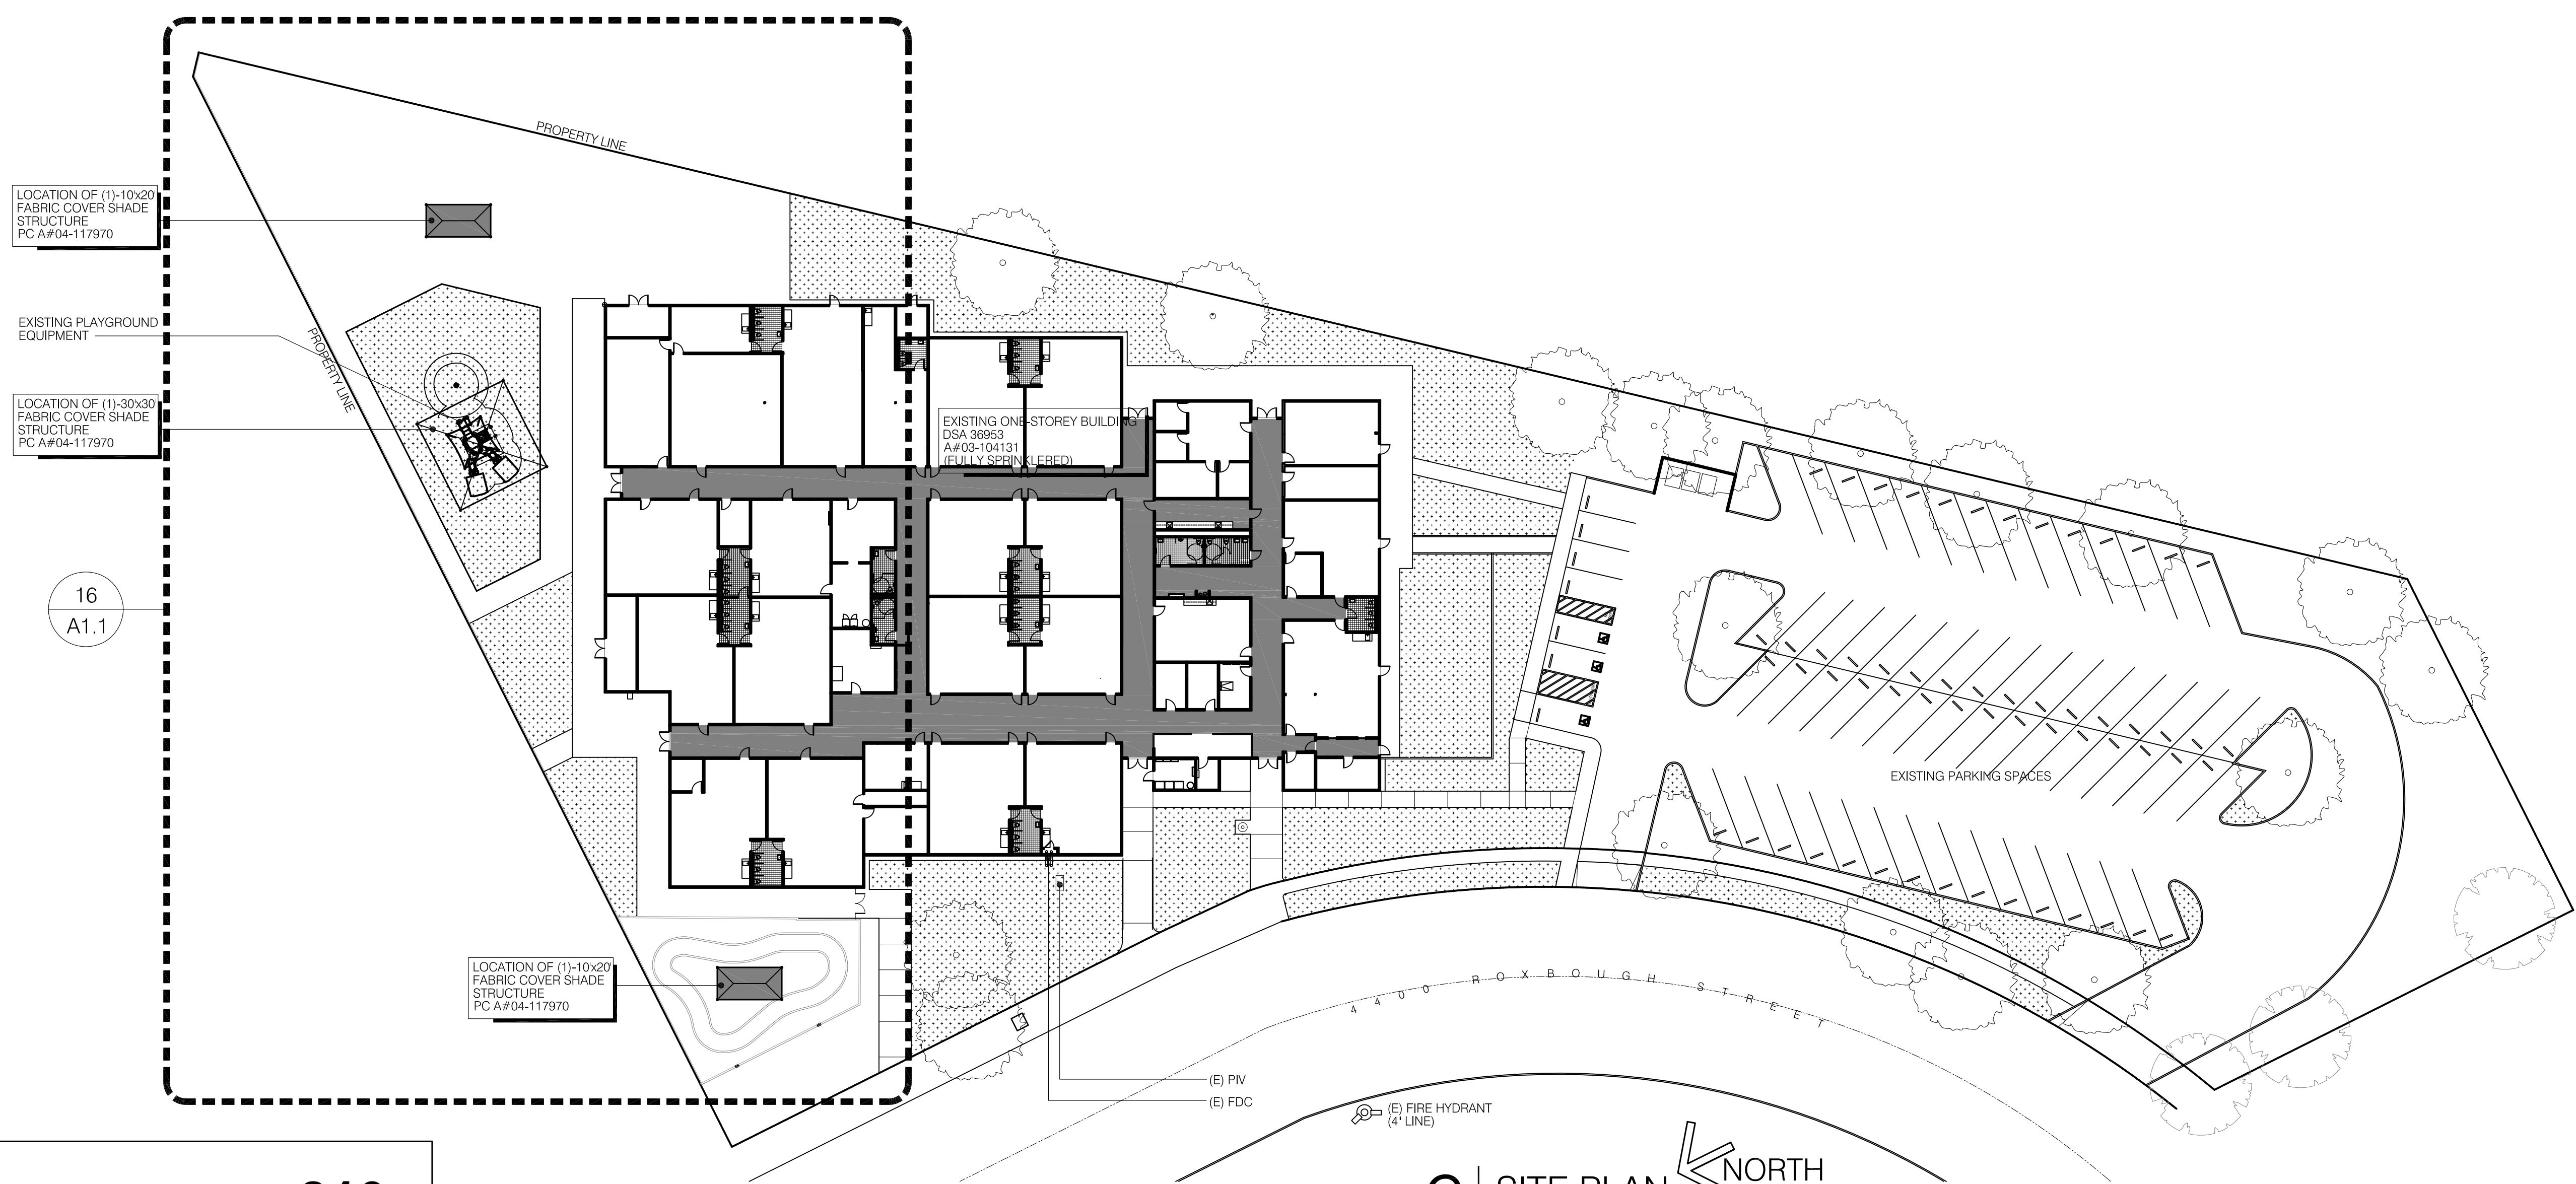 PROPERTY LINE
LOCATION OF (1)-10'x20'
FABRIC COVER SHADE
STRUCTURE
PC A#04-117970
EXISTING PLAYGROUND
EQUIPMENT
PROPERTY LINE
LOCATION OF (1)-30'x30'
FABRIC COVER SHADE
STRUCTURE
PC A#04-117970
EXISTING ONE-STOREY BUILDING
DSA 36953
A#03-104131
(FULLY SPRINKLERED)
16
A1.1
EXISTING PARKING SPACES
LOCATION OF (1)-10'x20'
FABRIC COVER SHADE
STRUCTURE
PC A#04-117970
4400 ROXBOUGH STREET
(E) PIV
(E) FDC
(E) FIRE HYDRANT
(4" LINE)
NORTH
SITE PLAN